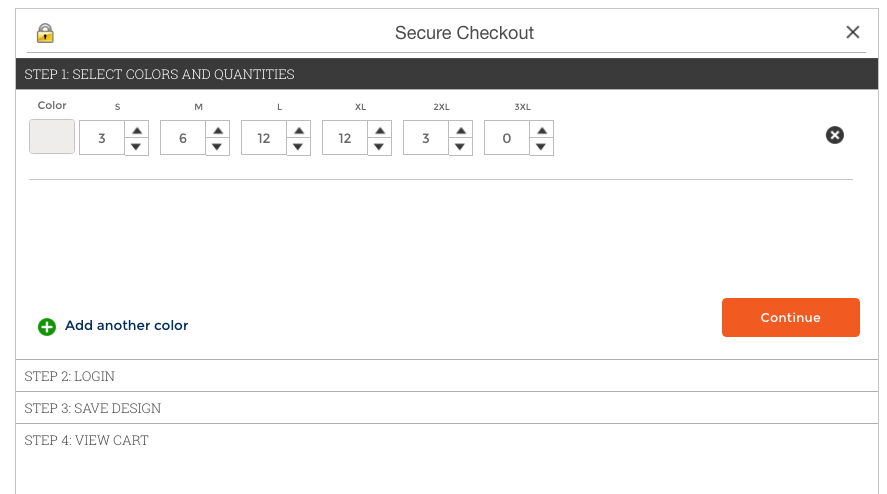 Secure Checkout
STEP 1: SELECT COLORS AND QUANTITIES
Color S M L XL 2XL 3XL
3 6 12 12 3 0
Add another color
Continue
STEP 2: LOGIN
STEP 3: SAVE DESIGN
STEP 4: VIEW CART